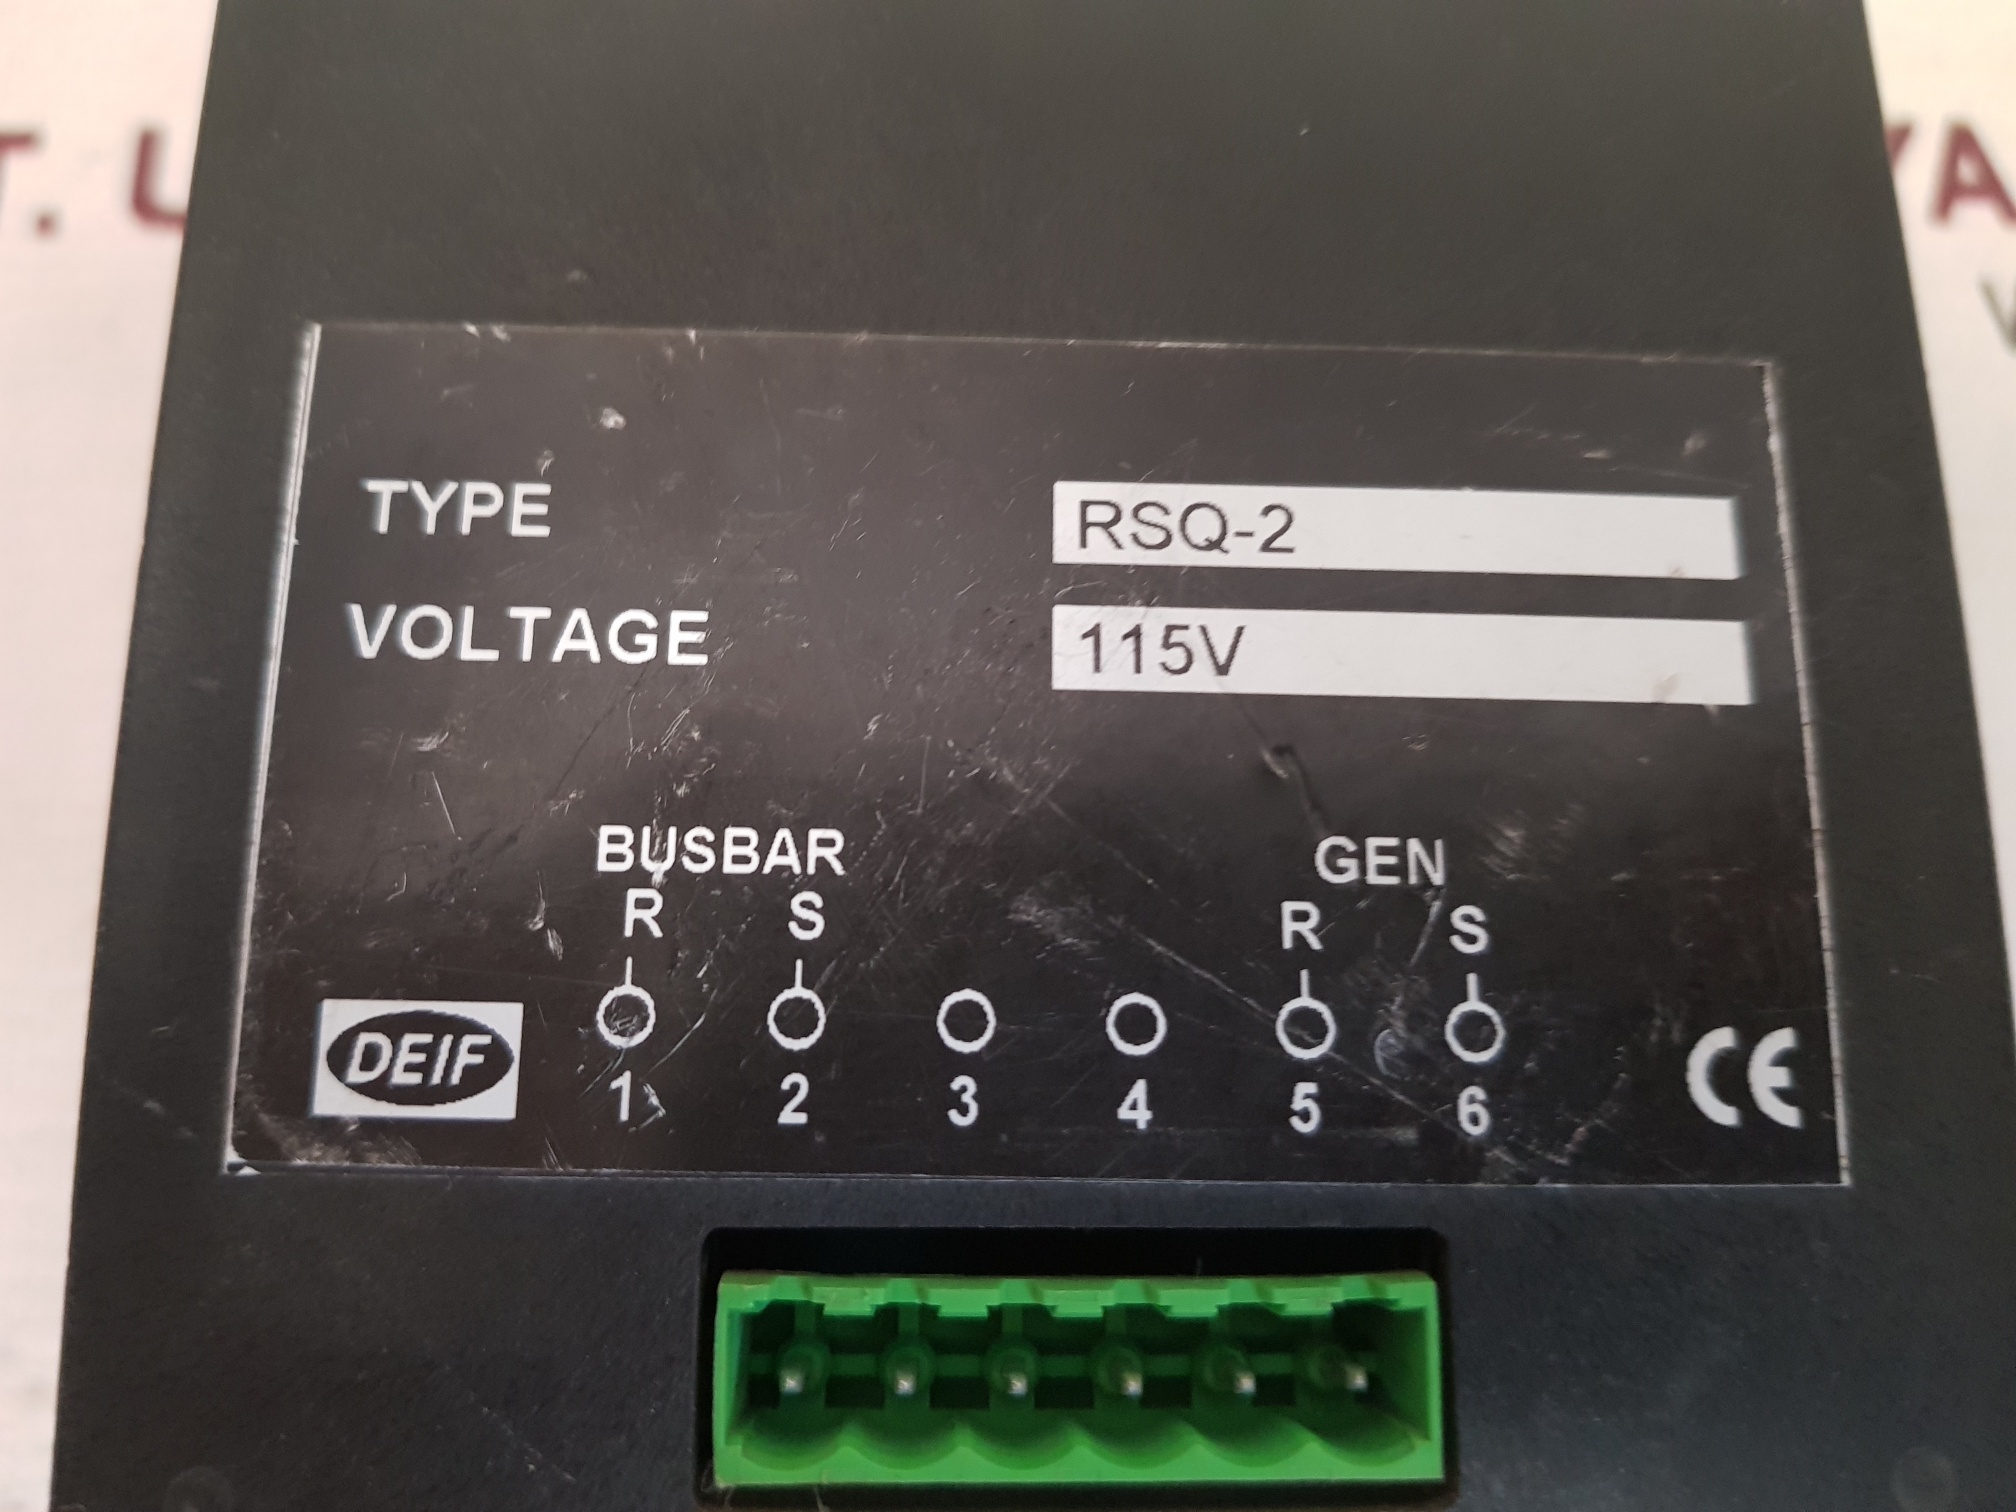 TYPE RSQ-2
VOLTAGE 115V
BUSBAR GEN
R S R S
DEIF
1 2 3 4 5 6
CE